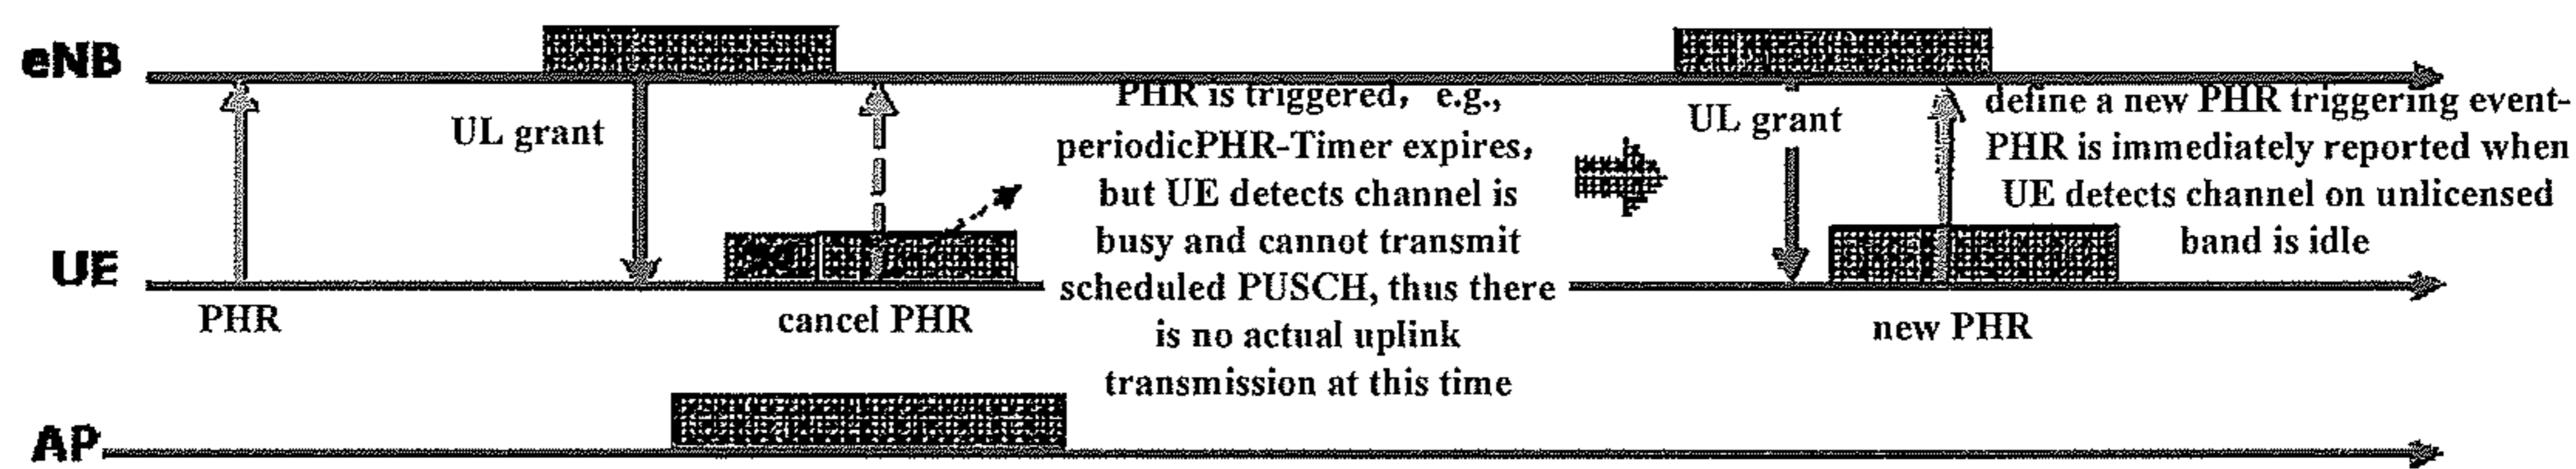 eNB
UL grant
PHR is triggered, e.g.,
periodicPHR-Timer expires,
but UE detects channel is
busy and cannot transmit
scheduled PUSCH, thus there
is no actual uplink
transmission at this time
UL grant
define a new PHR triggering event-
PHR is immediately reported when
UE detects channel on unlicensed
band is idle
UE
PHR
cancel PHR
new PHR
AP